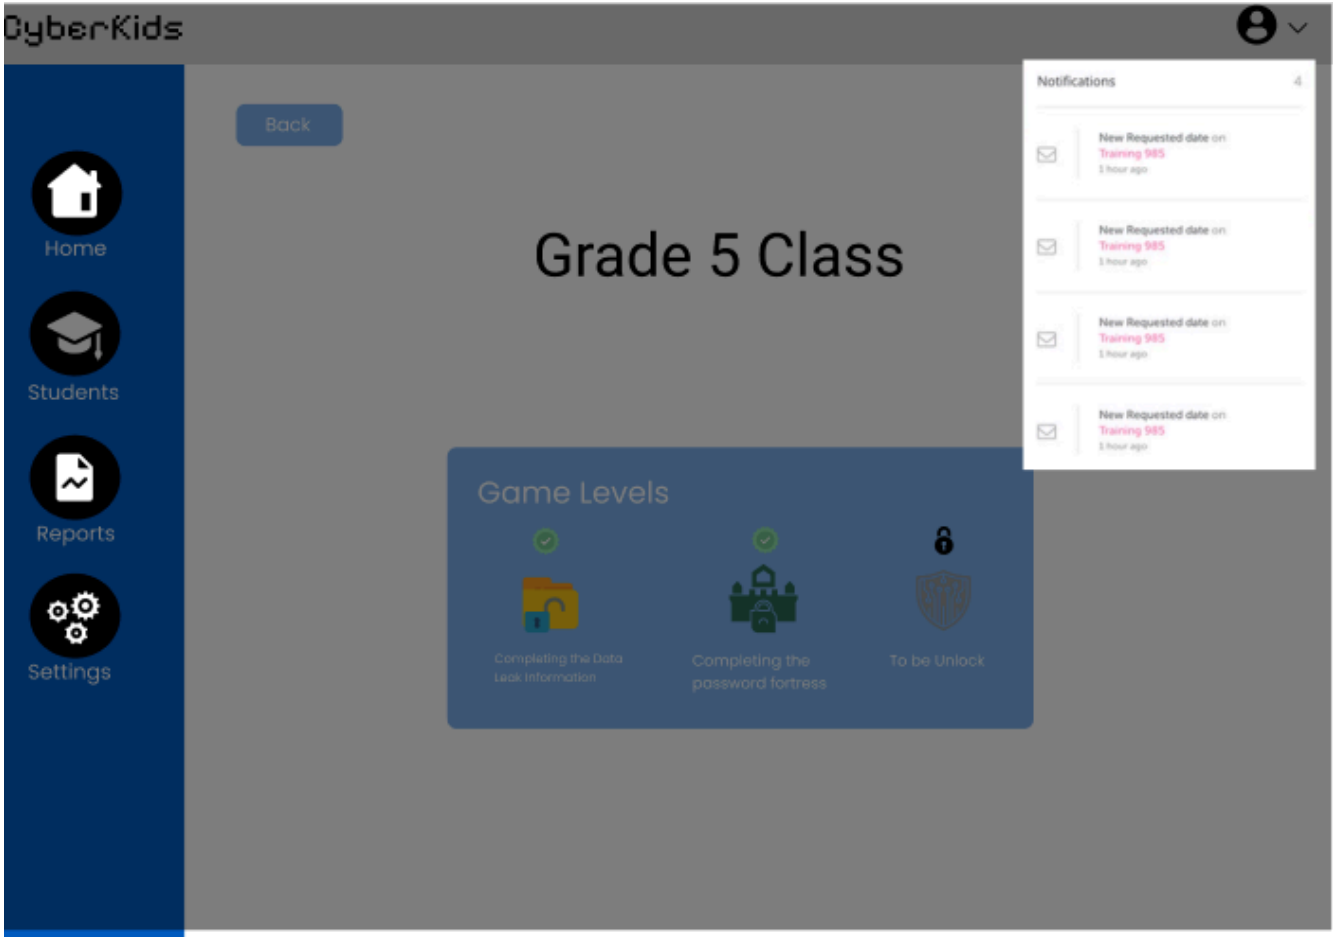 CyberKids
Back
Home
Students
Reports
Settings
Grade 5 Class
Game Levels
Completing the Data
Leak Information
Completing the
password fortress
To be Unlock
Notifications 4
New Requested date on
Training 985
1 hour ago
New Requested date on
Training 985
1 hour ago
New Requested date on
Training 985
1 hour ago
New Requested date on
Training 985
1 hour ago